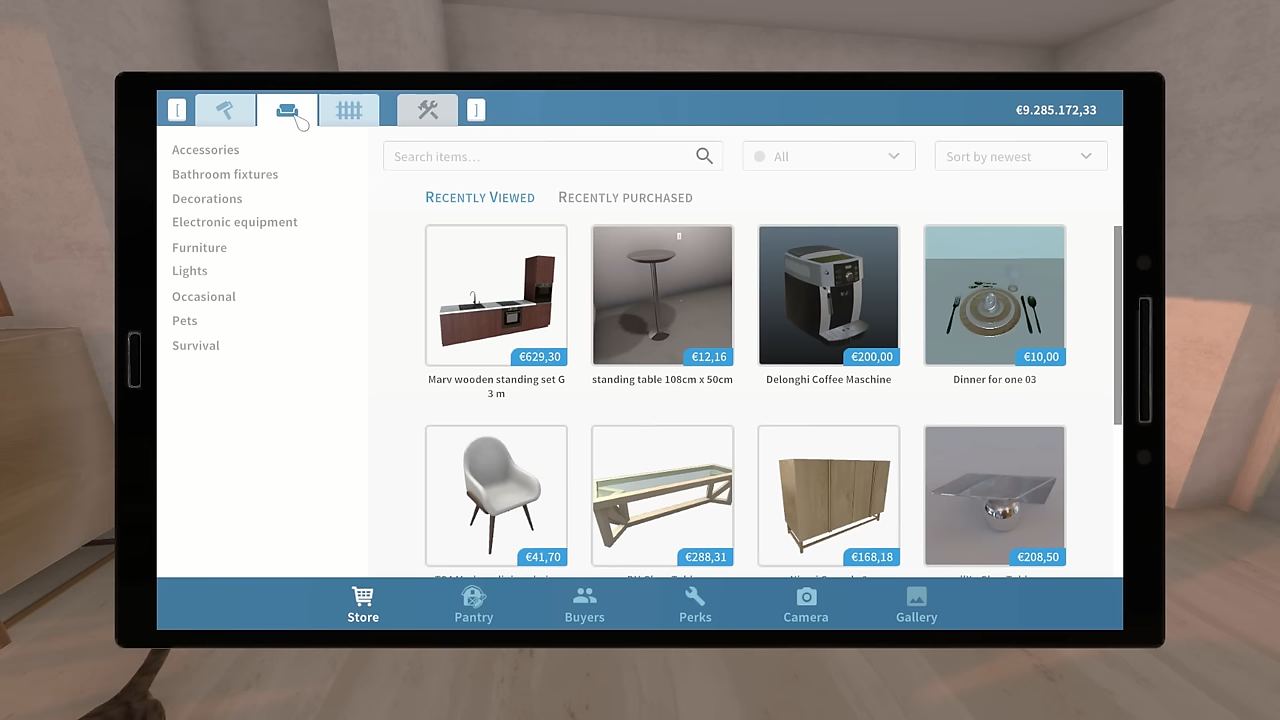 [
]
€9.285.172,33
Accessories
Bathroom fixtures
Decorations
Electronic equipment
Furniture
Lights
Occasional
Pets
Survival
Search items...
All
Sort by newest
Recently Viewed
Recently purchased
€629,30
€12,16
€200,00
€10,00
Marv wooden standing set G
3 m
standing table 108cm x 50cm
Delonghi Coffee Maschine
Dinner for one 03
€41,70
€288,31
€168,18
€208,50
Store
Pantry
Buyers
Perks
Camera
Gallery